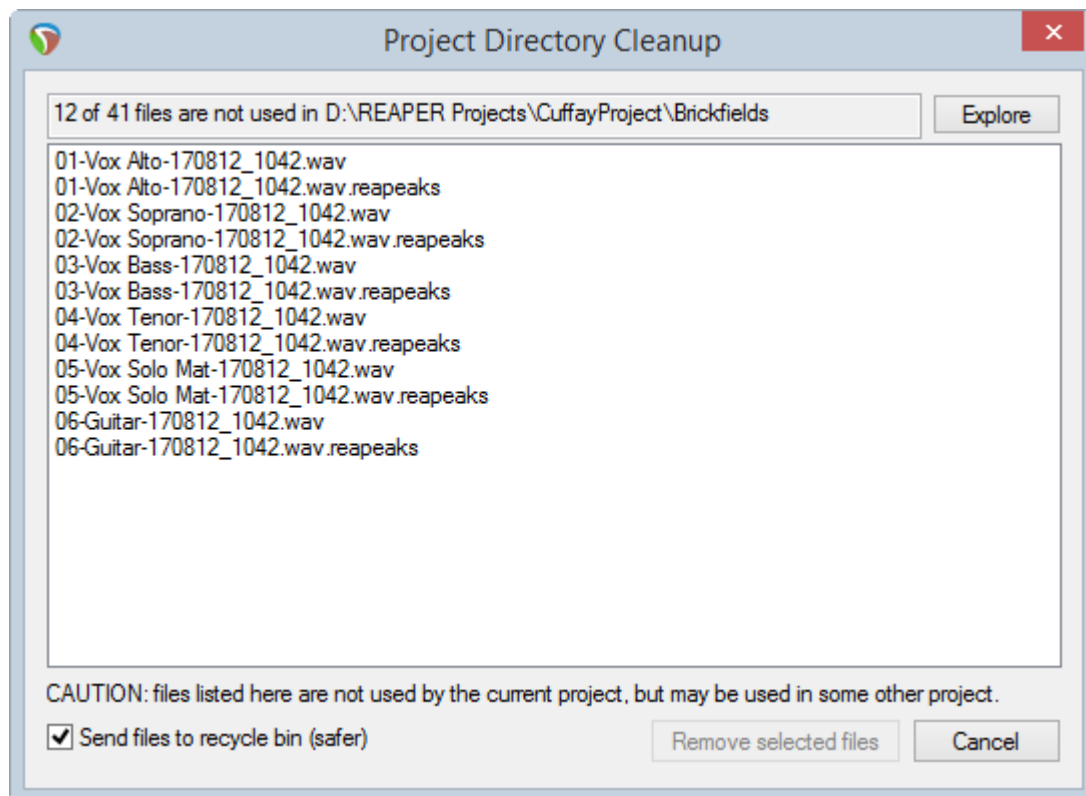 Project Directory Cleanup
12 of 41 files are not used in D:\REAPER Projects\CuffayProject\Brickfields
Explore
01-Vox Alto-170812_1042.wav
01-Vox Alto-170812_1042.wav.reapeaks
02-Vox Soprano-170812_1042.wav
02-Vox Soprano-170812_1042.wav.reapeaks
03-Vox Bass-170812_1042.wav
03-Vox Bass-170812_1042.wav.reapeaks
04-Vox Tenor-170812_1042.wav
04-Vox Tenor-170812_1042.wav.reapeaks
05-Vox Solo Mat-170812_1042.wav
05-Vox Solo Mat-170812_1042.wav.reapeaks
06-Guitar-170812_1042.wav
06-Guitar-170812_1042.wav.reapeaks
CAUTION: files listed here are not used by the current project, but may be used in some other project.
Send files to recycle bin (safer)
Remove selected files
Cancel